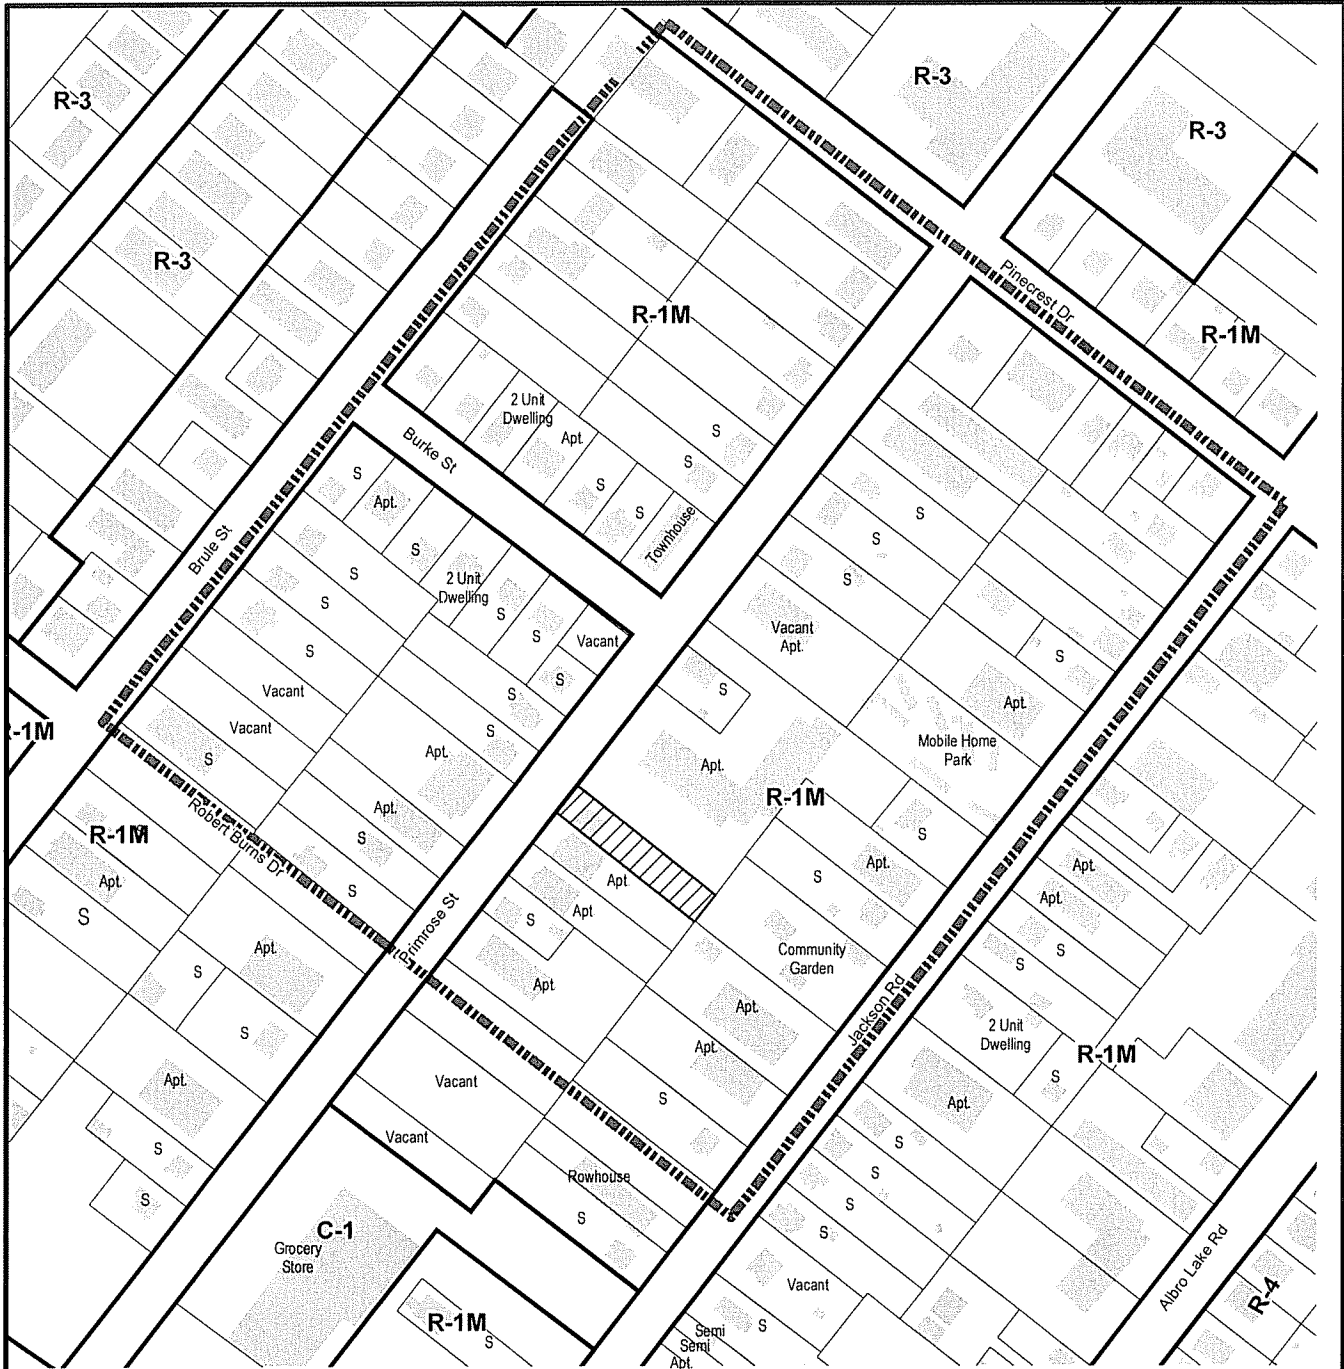 R-3
R-3
R-3
R-3
Pinecrest Dr
R-1M
R-1M
2 Unit
Dwelling
Apt.
S
S
S
S
Townhouse
Burke St
S
Apt.
S
2 Unit
Dwelling
S
S
Vacant
S
Brule St
S
S
S
Vacant
Vacant
S
S
S
Apt.
Apt.
S
S
S
S
S
Vacant
Apt.
S
S
Apt.
Mobile Home
Park
Apt.
R-1M
S
Apt.
S
Apt.
Apt
S
Apt.
Community
Garden
Apt.
Apt.
S
Jackson Rd
Primrose St
Robert Burns Dr
R-1M
R-1M
Apt.
S
Apt.
S
S
Apt.
S
S
Vacant
Vacant
Rowhouse
S
C-1
Grocery
Store
R-1M
S
Apt.
Apt.
S
S
2 Unit
Dwelling
S
R-1M
Apt.
S
S
S
S
Vacant
S
Semi
Semi
Apt.
Albro Lake Rd
R-4